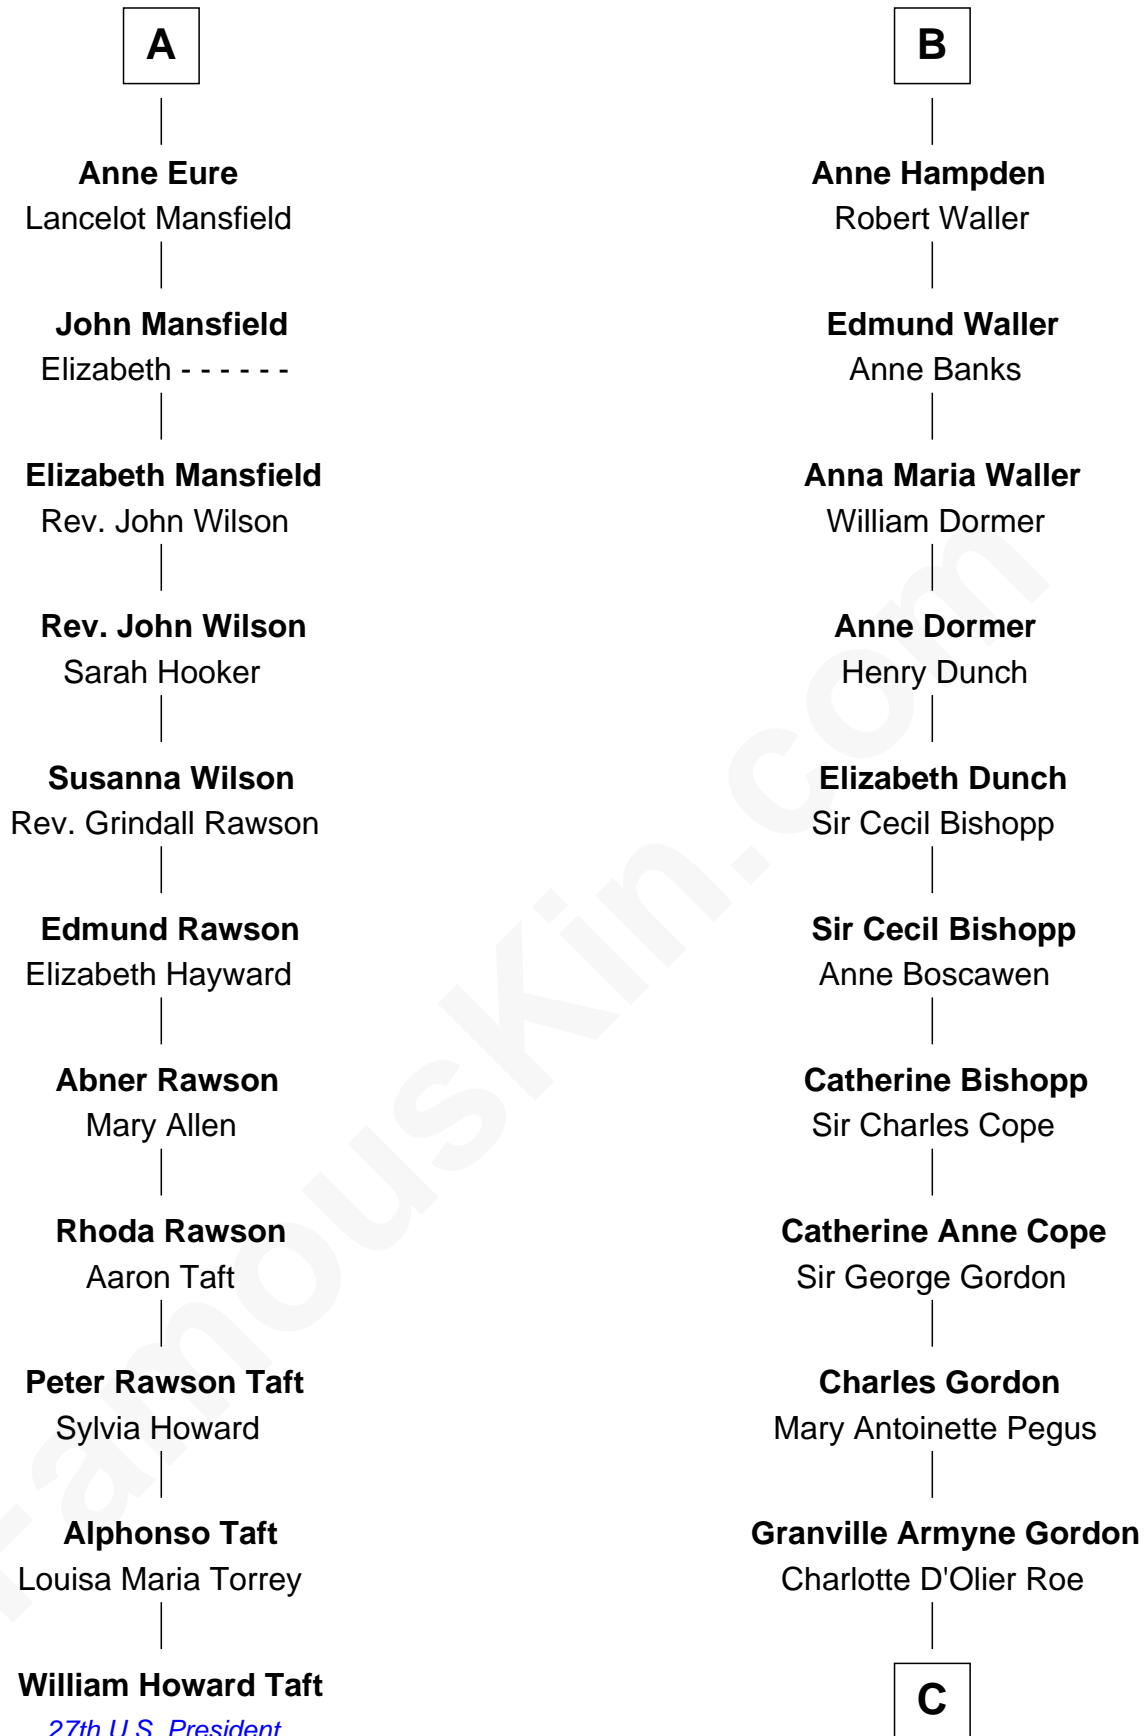 A
Anne Eure
Lancelot Mansfield
John Mansfield
Elizabeth - - - - - -
Elizabeth Mansfield
Rev. John Wilson
Rev. John Wilson
Sarah Hooker
Susanna Wilson
Rev. Grindall Rawson
Edmund Rawson
Elizabeth Hayward
Abner Rawson
Mary Allen
Rhoda Rawson
Aaron Taft
Peter Rawson Taft
Sylvia Howard
Alphonso Taft
Louisa Maria Torrey
William Howard Taft
27th U.S. President
B
Anne Hampden
Robert Waller
Edmund Waller
Anne Banks
Anna Maria Waller
William Dormer
Anne Dormer
Henry Dunch
Elizabeth Dunch
Sir Cecil Bishopp
Sir Cecil Bishopp
Anne Boscawen
Catherine Bishopp
Sir Charles Cope
Catherine Anne Cope
Sir George Gordon
Charles Gordon
Mary Antoinette Pegus
Granville Armyne Gordon
Charlotte D'Olier Roe
C
FamousKin.com